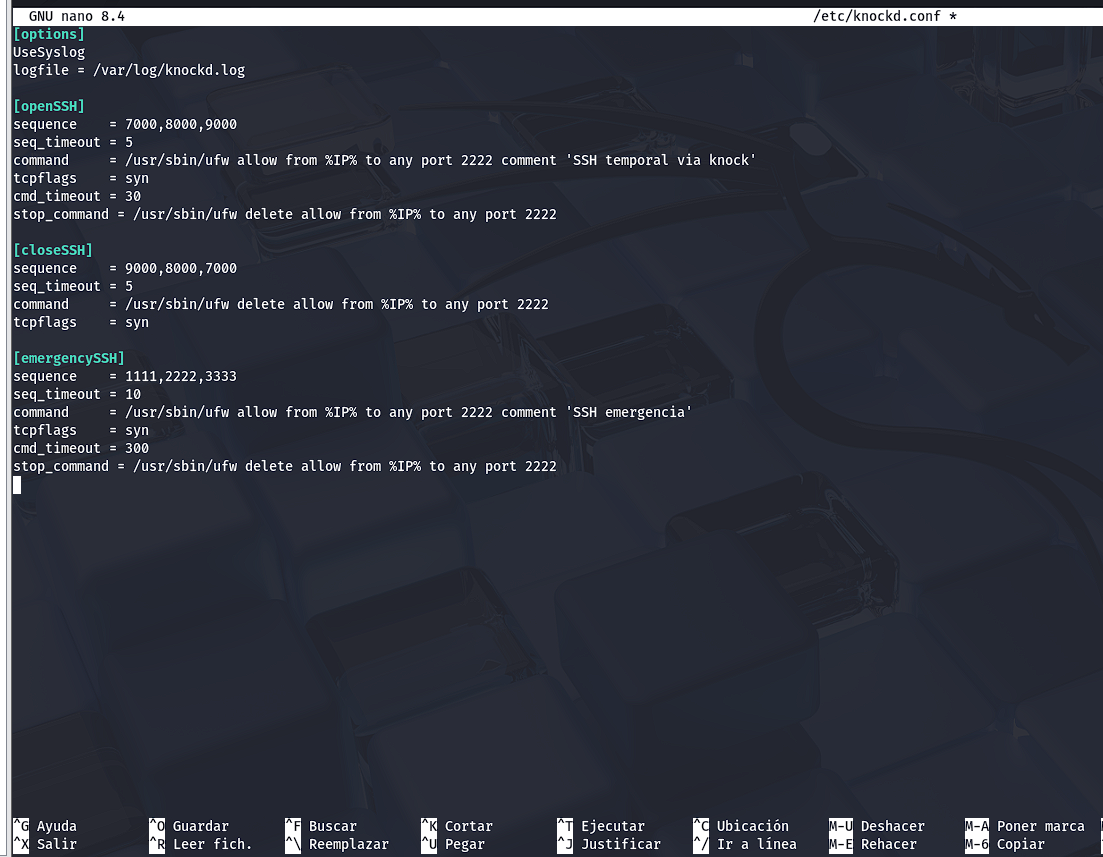 GNU nano 8.4 /etc/knockd.conf *
[options]
UseSyslog
logfile = /var/log/knockd.log
[openSSH]
sequence    = 7000,8000,9000
seq_timeout = 5
command     = /usr/sbin/ufw allow from %IP% to any port 2222 comment 'SSH temporal via knock'
tcpflags    = syn
cmd_timeout = 30
stop_command = /usr/sbin/ufw delete allow from %IP% to any port 2222
[closeSSH]
sequence    = 9000,8000,7000
seq_timeout = 5
command     = /usr/sbin/ufw delete allow from %IP% to any port 2222
tcpflags    = syn
[emergencySSH]
sequence    = 1111,2222,3333
seq_timeout = 10
command     = /usr/sbin/ufw allow from %IP% to any port 2222 comment 'SSH emergencia'
tcpflags    = syn
cmd_timeout = 300
stop_command = /usr/sbin/ufw delete allow from %IP% to any port 2222
^G Ayuda ^O Guardar ^F Buscar ^K Cortar ^T Ejecutar ^C Ubicación M-U Deshacer M-A Poner marca
^X Salir ^R Leer fich. ^\ Reemplazar ^U Pegar ^J Justificar ^/ Ir a línea M-E Rehacer M-6 Copiar